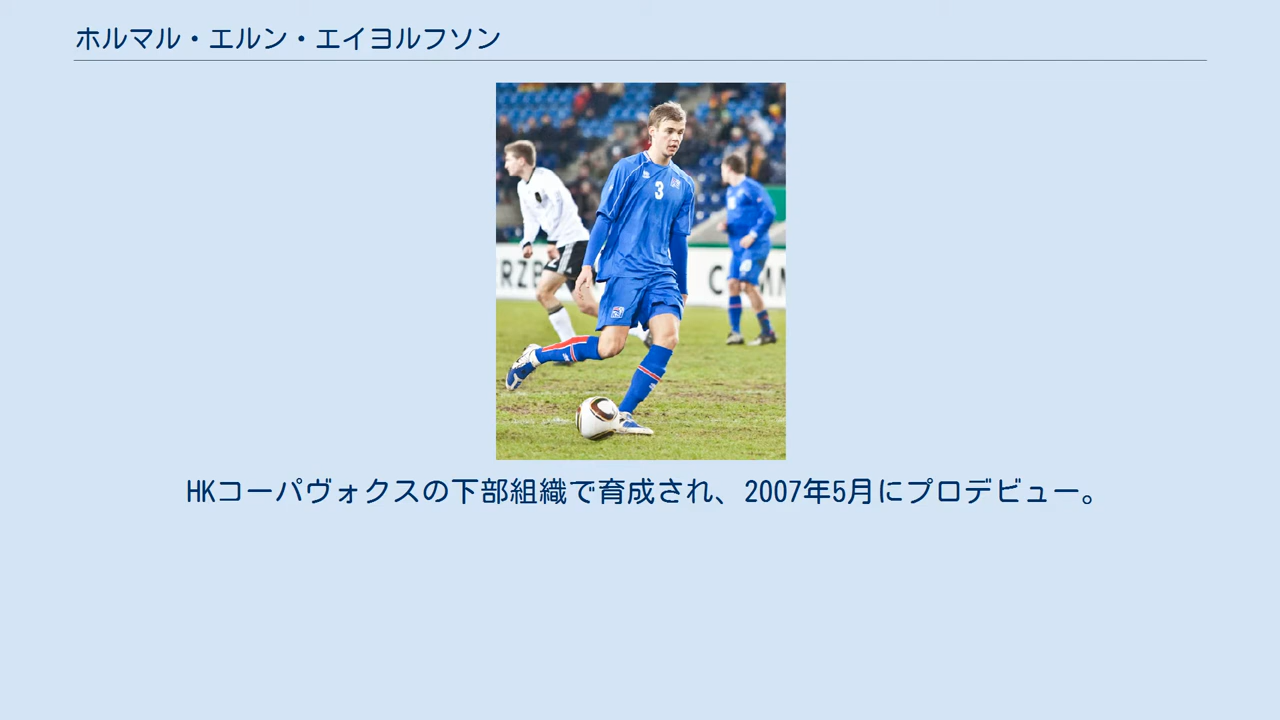 ホルマル・エルン・エイヨルフソン
3
RZB
HKコーパヴォクスの下部組織で育成され、2007年5月にプロデビュー。